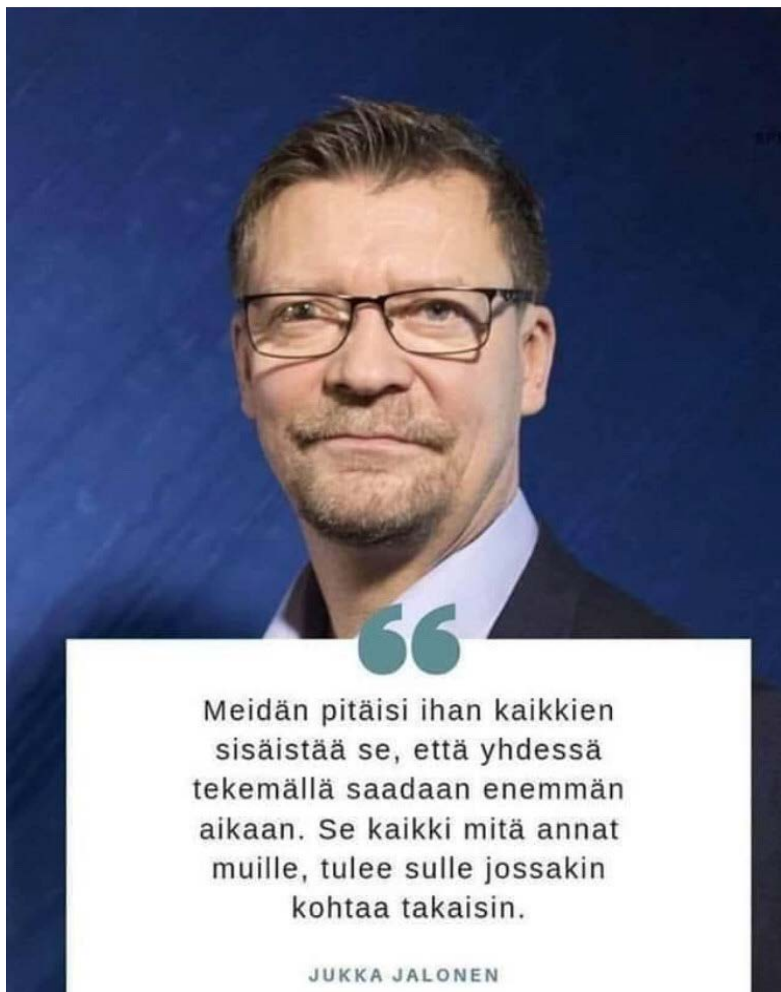 Meidän pitäisi ihan kaikkien
sisäistää se, että yhdessä
tekemällä saadaan enemmän
aikaan. Se kaikki mitä annat
muille, tulee sulle jossakin
kohtaa takaisin.
JUKKA JALONEN